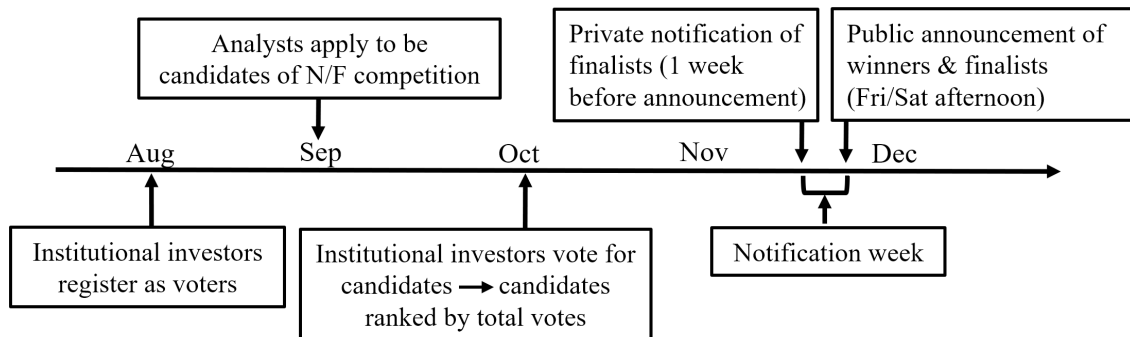 Analysts apply to be
candidates of N/F competition
Private notification of
finalists (1 week
before announcement)
Public announcement of
winners & finalists
(Fri/Sat afternoon)
Aug
Sep
Oct
Nov
Dec
Institutional investors
register as voters
Institutional investors vote for
candidates → candidates
ranked by total votes
Notification week